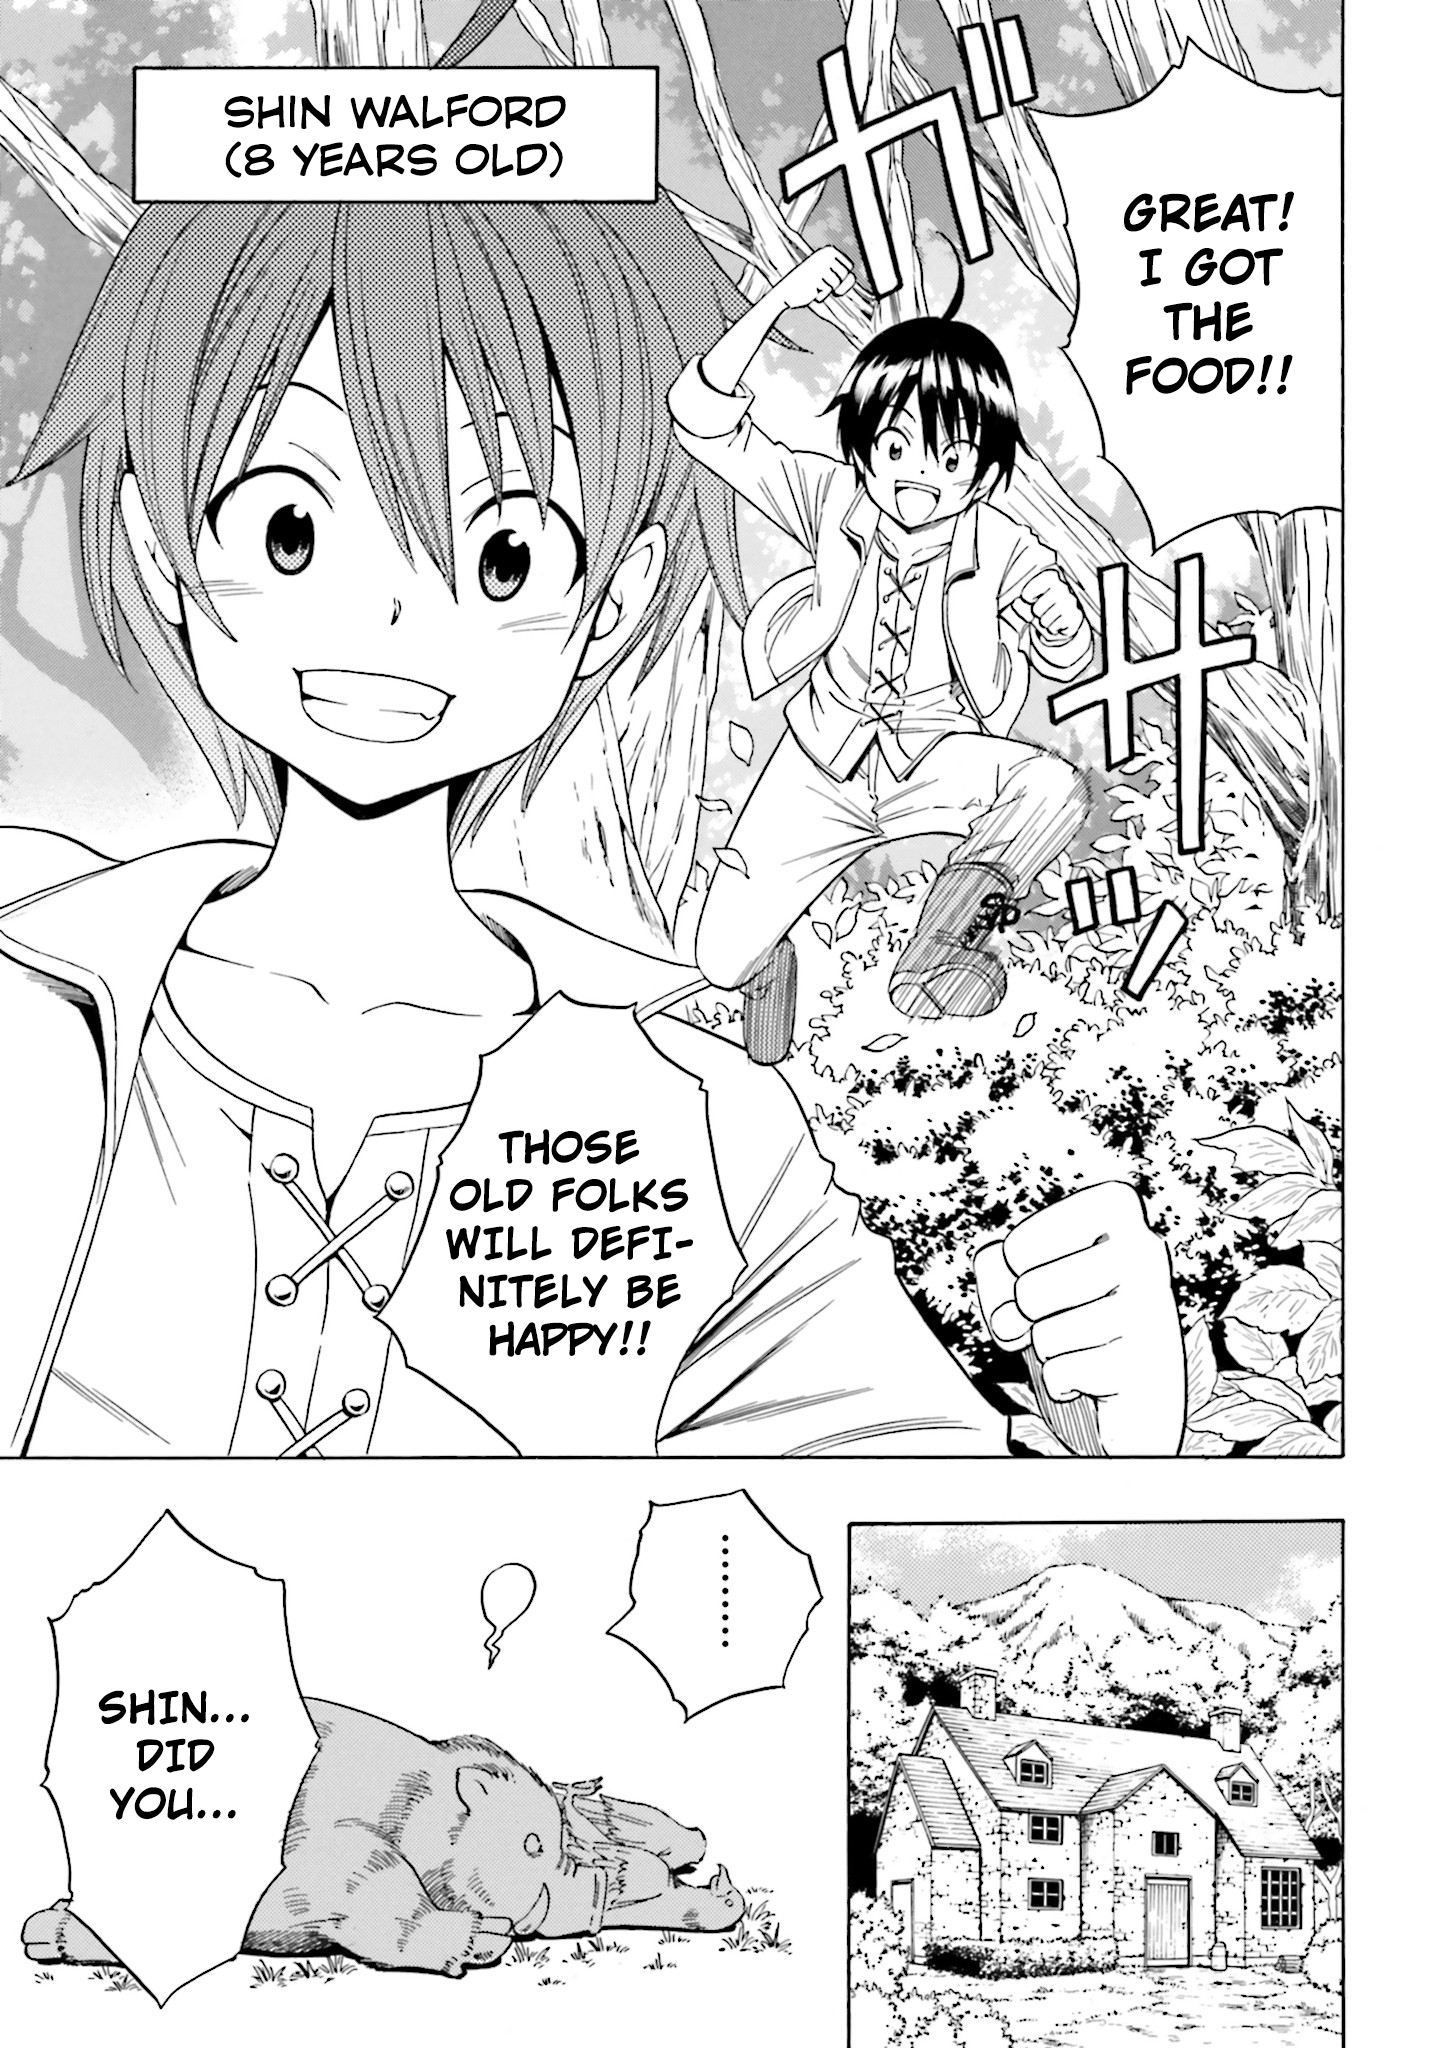 GREAT!
I GOT
THE
FOOD!!
ガザッ
SHIN WALFORD
(8 YEARS OLD)
THOSE
OLD FOLKS
WILL DEFI-
NITELY BE
HAPPY!!
.........
SHIN...
DID
YOU...